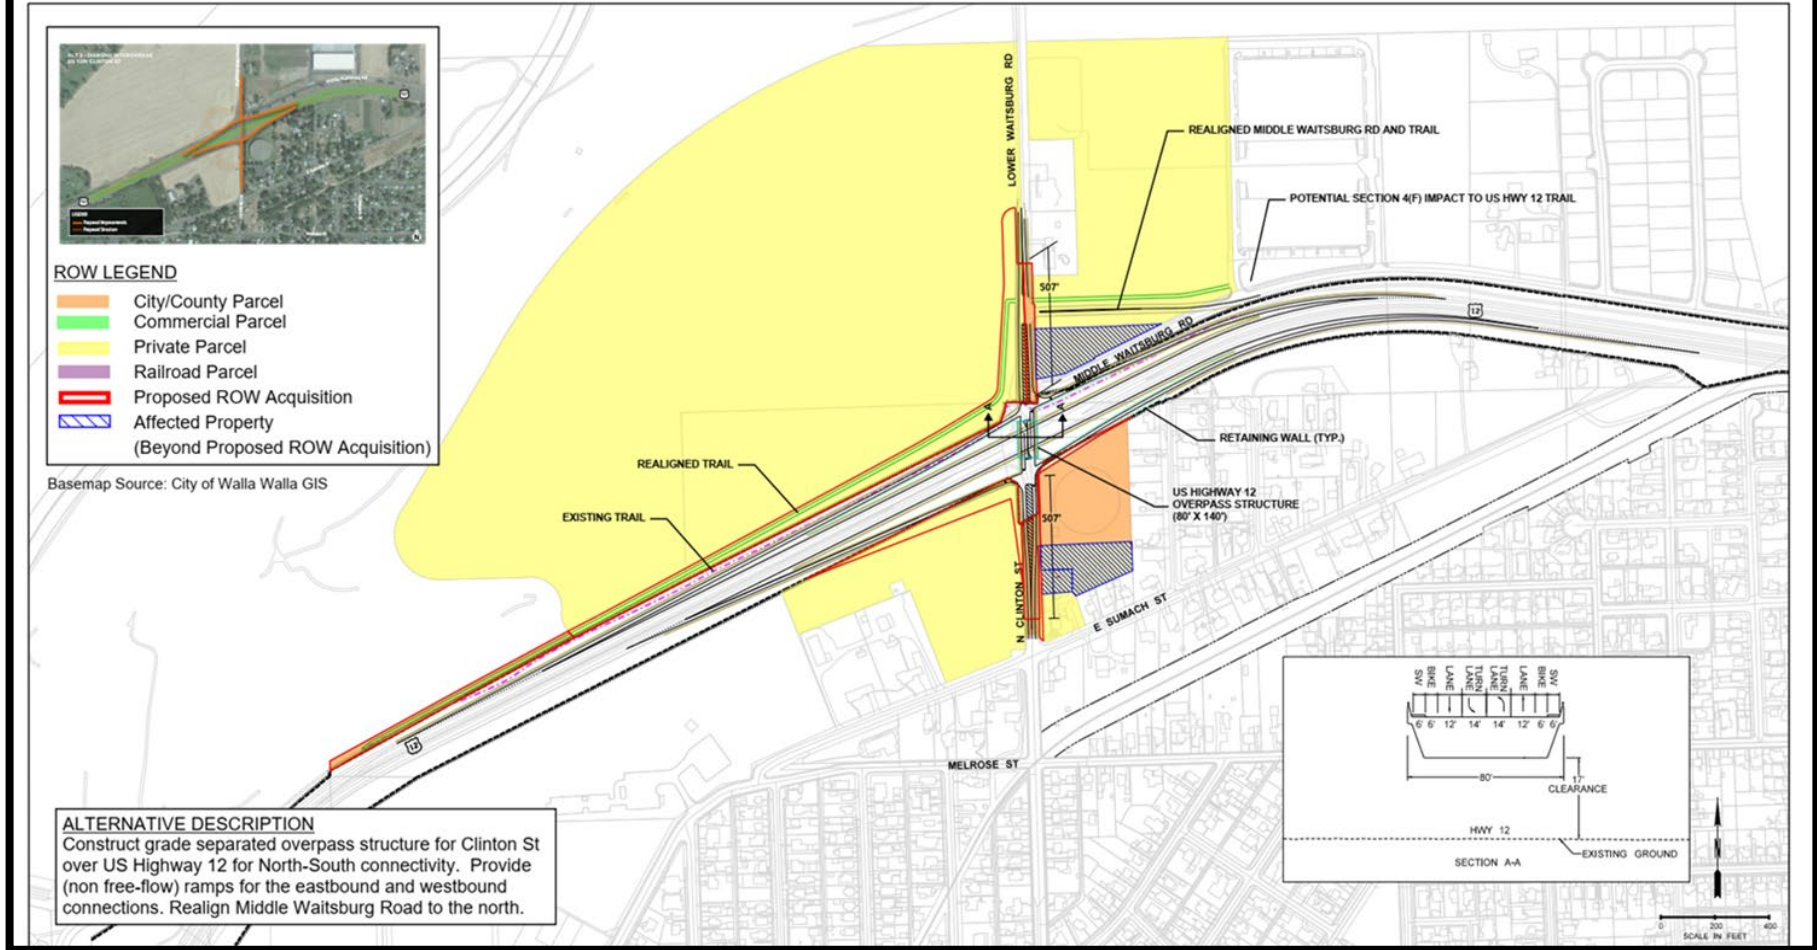 ROW LEGEND
City/County Parcel
Commercial Parcel
Private Parcel
Railroad Parcel
Proposed ROW Acquisition
Affected Property
(Beyond Proposed ROW Acquisition)
Basemap Source: City of Walla Walla GIS
LOWER WAITSBURG RD
REALIGNED MIDDLE WAITSBURG RD AND TRAIL
POTENTIAL SECTION 4(F) IMPACT TO US HWY 12 TRAIL
507'
12
MIDDLE WAITSBURG RD
A
A
RETAINING WALL (TYP.)
REALIGNED TRAIL
US HIGHWAY 12
OVERPASS STRUCTURE
(80' X 140')
EXISTING TRAIL
507'
N CLINTON ST
E SUMACH ST
12
MELROSE ST
SW
BIKE
LANE
TURN
LANE
TURN
LANE
LANE
BIKE
SW
6' 6' 12' 14' 14' 12' 6' 6'
80'
17'
CLEARANCE
HWY 12
EXISTING GROUND
SECTION A-A
0 200 400
SCALE IN FEET
ALTERNATIVE DESCRIPTION
Construct grade separated overpass structure for Clinton St
over US Highway 12 for North-South connectivity. Provide
(non free-flow) ramps for the eastbound and westbound
connections. Realign Middle Waitsburg Road to the north.